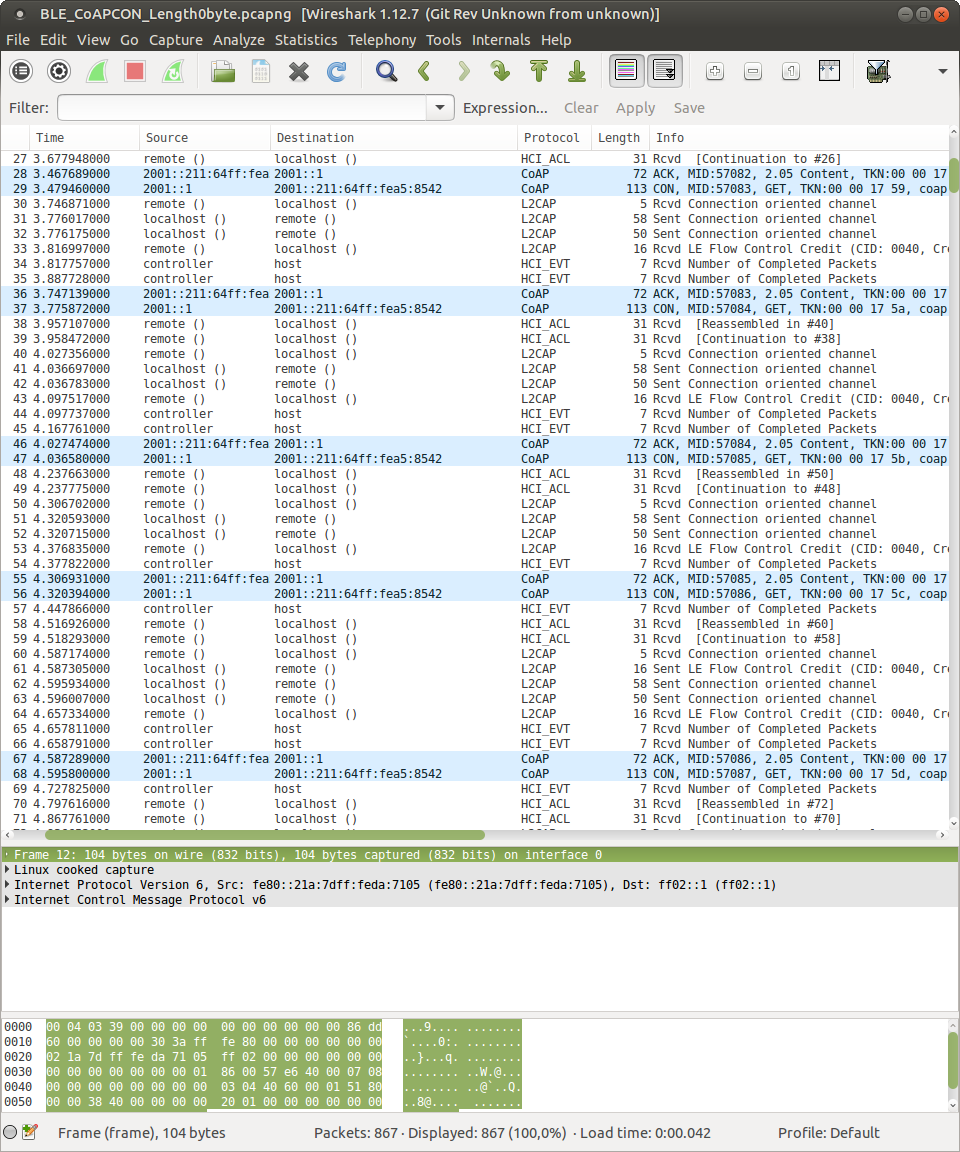 BLE_CoAPCON_Length0byte.pcapng [Wireshark 1.12.7 (Git Rev Unknown from unknown)]
File Edit View Go Capture Analyze Statistics Telephony Tools Internals Help
Filter: Expression... Clear Apply Save
Time Source Destination Protocol Length Info
27 3.677948000 remote () localhost () HCI_ACL 31 Rcvd [Continuation to #26]
28 3.467689000 2001::211:64ff:fea 2001::1 CoAP 72 ACK, MID:57082, 2.05 Content, TKN:00 00 17
29 3.479460000 2001::1 2001::211:64ff:fea5:8542 CoAP 113 CON, MID:57083, GET, TKN:00 00 17 59, coap
30 3.746871000 remote () localhost () L2CAP 5 Rcvd Connection oriented channel
31 3.776017000 localhost () remote () L2CAP 58 Sent Connection oriented channel
32 3.776175000 localhost () remote () L2CAP 50 Sent Connection oriented channel
33 3.816997000 remote () localhost () L2CAP 16 Rcvd LE Flow Control Credit (CID: 0040, Cre
34 3.817757000 controller host HCI_EVT 7 Rcvd Number of Completed Packets
35 3.887728000 controller host HCI_EVT 7 Rcvd Number of Completed Packets
36 3.747139000 2001::211:64ff:fea 2001::1 CoAP 72 ACK, MID:57083, 2.05 Content, TKN:00 00 17
37 3.775872000 2001::1 2001::211:64ff:fea5:8542 CoAP 113 CON, MID:57084, GET, TKN:00 00 17 5a, coap
38 3.957107000 remote () localhost () HCI_ACL 31 Rcvd [Reassembled in #40]
39 3.958472000 remote () localhost () HCI_ACL 31 Rcvd [Continuation to #38]
40 4.027356000 remote () localhost () L2CAP 5 Rcvd Connection oriented channel
41 4.036697000 localhost () remote () L2CAP 58 Sent Connection oriented channel
42 4.036783000 localhost () remote () L2CAP 50 Sent Connection oriented channel
43 4.097517000 remote () localhost () L2CAP 16 Rcvd LE Flow Control Credit (CID: 0040, Cre
44 4.097737000 controller host HCI_EVT 7 Rcvd Number of Completed Packets
45 4.167761000 controller host HCI_EVT 7 Rcvd Number of Completed Packets
46 4.027474000 2001::211:64ff:fea 2001::1 CoAP 72 ACK, MID:57084, 2.05 Content, TKN:00 00 17
47 4.036580000 2001::1 2001::211:64ff:fea5:8542 CoAP 113 CON, MID:57085, GET, TKN:00 00 17 5b, coap
48 4.237663000 remote () localhost () HCI_ACL 31 Rcvd [Reassembled in #50]
49 4.237775000 remote () localhost () HCI_ACL 31 Rcvd [Continuation to #48]
50 4.306702000 remote () localhost () L2CAP 5 Rcvd Connection oriented channel
51 4.320593000 localhost () remote () L2CAP 58 Sent Connection oriented channel
52 4.320715000 localhost () remote () L2CAP 50 Sent Connection oriented channel
53 4.376835000 remote () localhost () L2CAP 16 Rcvd LE Flow Control Credit (CID: 0040, Cre
54 4.377822000 controller host HCI_EVT 7 Rcvd Number of Completed Packets
55 4.306931000 2001::211:64ff:fea 2001::1 CoAP 72 ACK, MID:57085, 2.05 Content, TKN:00 00 17
56 4.320394000 2001::1 2001::211:64ff:fea5:8542 CoAP 113 CON, MID:57086, GET, TKN:00 00 17 5c, coap
57 4.447866000 controller host HCI_EVT 7 Rcvd Number of Completed Packets
58 4.516926000 remote () localhost () HCI_ACL 31 Rcvd [Reassembled in #60]
59 4.518293000 remote () localhost () HCI_ACL 31 Rcvd [Continuation to #58]
60 4.587174000 remote () localhost () L2CAP 5 Rcvd Connection oriented channel
61 4.587305000 localhost () remote () L2CAP 16 Sent LE Flow Control Credit (CID: 0040, Cre
62 4.595934000 localhost () remote () L2CAP 58 Sent Connection oriented channel
63 4.596007000 localhost () remote () L2CAP 50 Sent Connection oriented channel
64 4.657334000 remote () localhost () L2CAP 16 Rcvd LE Flow Control Credit (CID: 0040, Cre
65 4.657811000 controller host HCI_EVT 7 Rcvd Number of Completed Packets
66 4.658791000 controller host HCI_EVT 7 Rcvd Number of Completed Packets
67 4.587289000 2001::211:64ff:fea 2001::1 CoAP 72 ACK, MID:57086, 2.05 Content, TKN:00 00 17
68 4.595800000 2001::1 2001::211:64ff:fea5:8542 CoAP 113 CON, MID:57087, GET, TKN:00 00 17 5d, coap
69 4.727825000 controller host HCI_EVT 7 Rcvd Number of Completed Packets
70 4.797616000 remote () localhost () HCI_ACL 31 Rcvd [Reassembled in #72]
71 4.867761000 remote () localhost () HCI_ACL 31 Rcvd [Continuation to #70]
Frame 12: 104 bytes on wire (832 bits), 104 bytes captured (832 bits) on interface 0
Linux cooked capture
Internet Protocol Version 6, Src: fe80::21a:7dff:feda:7105 (fe80::21a:7dff:feda:7105), Dst: ff02::1 (ff02::1)
Internet Control Message Protocol v6
0000 00 04 03 39 00 00 00 00 00 00 00 00 00 00 86 dd ...9.... ........
0010 60 00 00 00 00 30 3a ff fe 80 00 00 00 00 00 00 `....0:. ........
0020 02 1a 7d ff fe da 71 05 ff 02 00 00 00 00 00 00 ..}...q. ........
0030 00 00 00 00 00 00 00 01 86 00 57 e6 40 00 07 08 ........ ..W.@...
0040 00 00 00 00 00 00 00 00 03 04 40 60 00 01 51 80 ........ ..@`..Q.
0050 00 00 38 40 00 00 00 00 20 01 00 00 00 00 00 00 ..8@.... .......
Frame (frame), 104 bytes Packets: 867 · Displayed: 867 (100,0%) · Load time: 0:00.042 Profile: Default